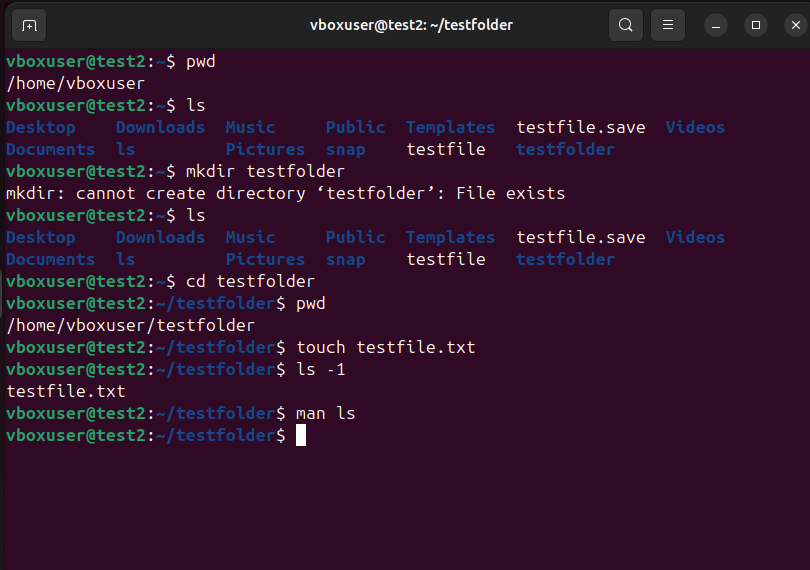 vboxuser@test2: ~/testfolder
vboxuser@test2:~$ pwd
/home/vboxuser
vboxuser@test2:~$ ls
Desktop    Downloads  Music     Public  Templates  testfile.save  Videos
Documents  ls         Pictures  snap    testfile   testfolder
vboxuser@test2:~$ mkdir testfolder
mkdir: cannot create directory ‘testfolder’: File exists
vboxuser@test2:~$ ls
Desktop    Downloads  Music     Public  Templates  testfile.save  Videos
Documents  ls         Pictures  snap    testfile   testfolder
vboxuser@test2:~$ cd testfolder
vboxuser@test2:~/testfolder$ pwd
/home/vboxuser/testfolder
vboxuser@test2:~/testfolder$ touch testfile.txt
vboxuser@test2:~/testfolder$ ls -1
testfile.txt
vboxuser@test2:~/testfolder$ man ls
vboxuser@test2:~/testfolder$